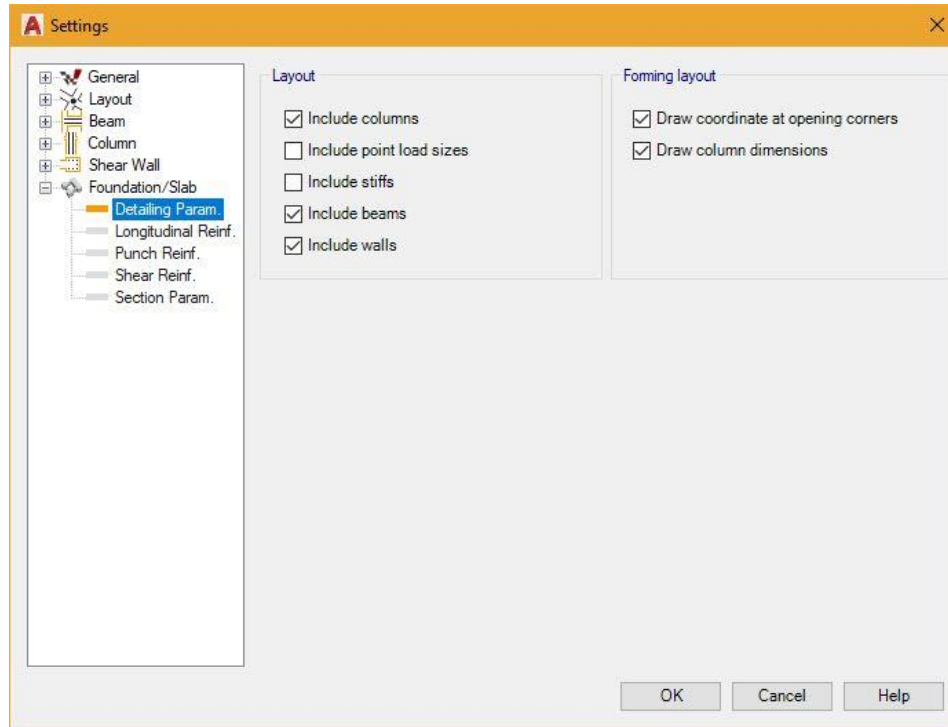 Settings
General
Layout
Beam
Column
Shear Wall
Foundation/Slab
Detailing Param.
Longitudinal Reinf.
Punch Reinf.
Shear Reinf.
Section Param.
Layout
Include columns
Include point load sizes
Include stiffs
Include beams
Include walls
Forming layout
Draw coordinate at opening corners
Draw column dimensions
OK
Cancel
Help